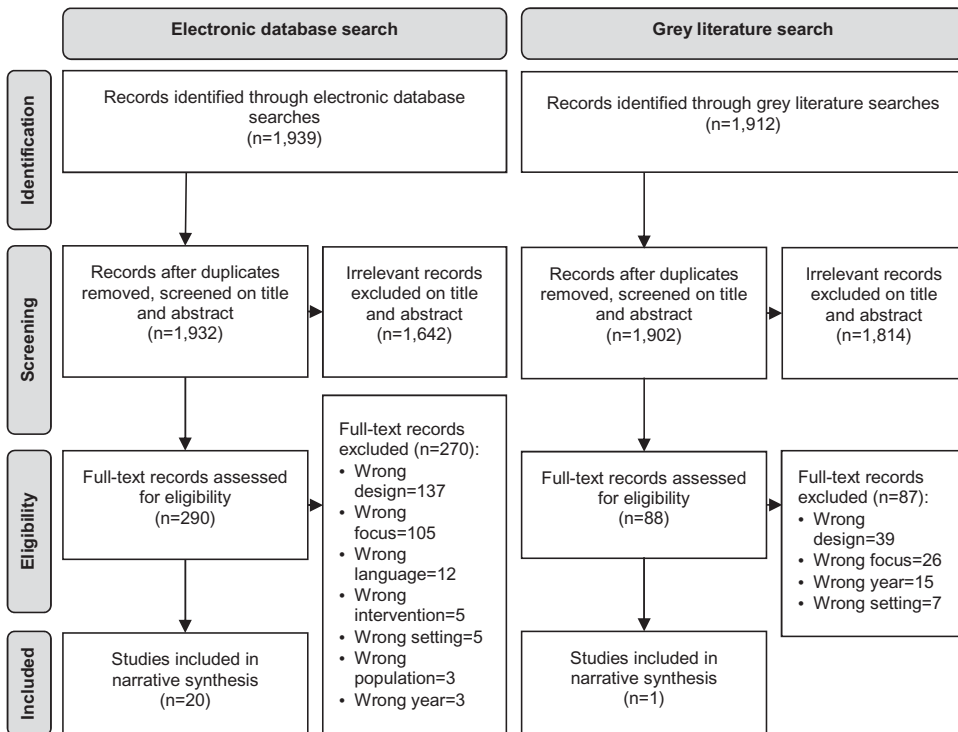 Electronic database search
Grey literature search
Identification
Records identified through electronic database
searches
(n=1,939)
Records identified through grey literature searches
(n=1,912)
Screening
Records after duplicates
removed, screened on title
and abstract
(n=1,932)
Irrelevant records
excluded on title
and abstract
(n=1,642)
Records after duplicates
removed, screened on title
and abstract
(n=1,902)
Irrelevant records
excluded on title
and abstract
(n=1,814)
Eligibility
Full-text records assessed
for eligibility
(n=290)
Full-text records
excluded (n=270):
• Wrong
design=137
• Wrong
focus=105
• Wrong
language=12
• Wrong
intervention=5
• Wrong setting=5
• Wrong
population=3
• Wrong year=3
Full-text records assessed
for eligibility
(n=88)
Full-text records
excluded (n=87):
• Wrong
design=39
• Wrong focus=26
• Wrong year=15
• Wrong setting=7
Included
Studies included in
narrative synthesis
(n=20)
Studies included in
narrative synthesis
(n=1)